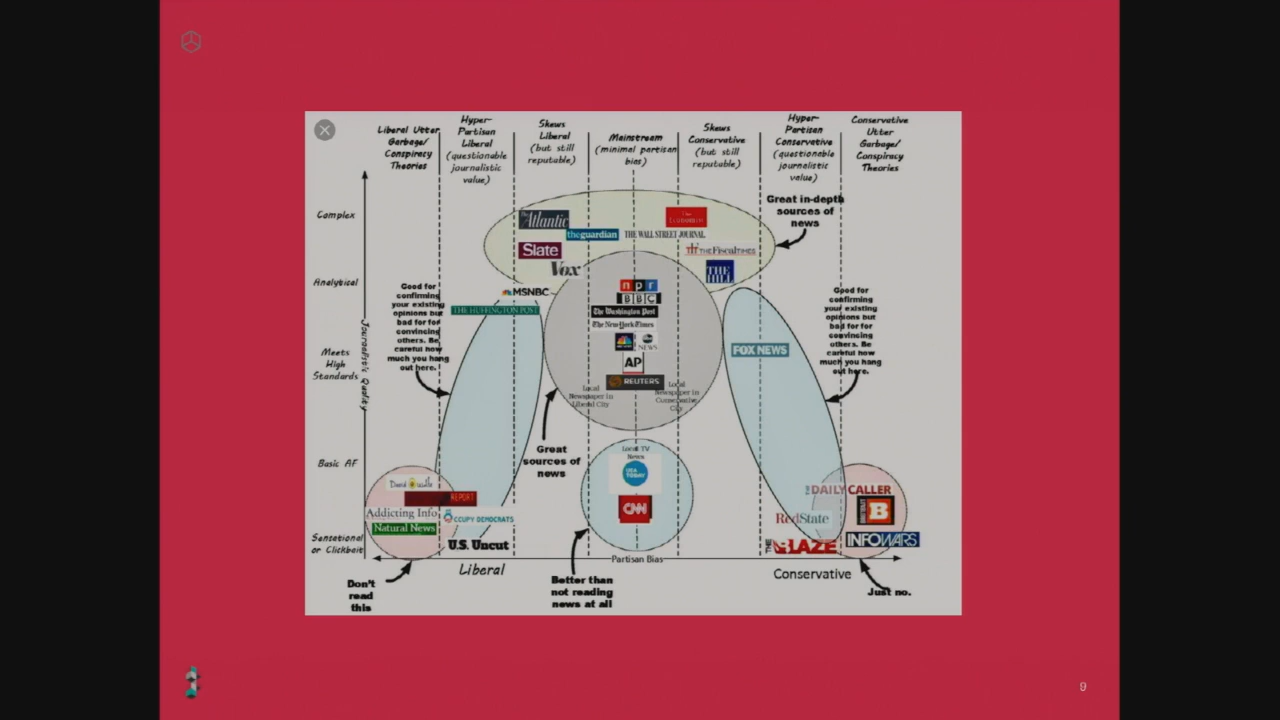 Liberal Utter
Garbage/
Conspiracy
Theories
Hyper-
Partisan
Liberal
(questionable
journalistic
value)
Skews
Liberal
(but still
reputable)
Mainstream
(minimal partisan
bias)
Skews
Conservative
(but still
reputable)
Hyper-
Partisan
Conservative
(questionable
journalistic
value)
Conservative
Utter
Garbage/
Conspiracy
Theories
Complex
Analytical
Meets
High
Standards
Basic AF
Sensational
or Clickbait
Journalistic Quality
The Atlantic
theguardian
Slate
Vox
The
Economist
THE WALL STREET JOURNAL
THE FISCAL TIMES
THE
HILL
Great in-depth
sources of
news
MSNBC
THE HUFFINGTON POST
Good for
confirming
your existing
opinions but
bad for for
convincing
others. Be
careful how
much you hang
out here.
npr
BBC
The Washington Post
The New York Times
abc
NEWS
AP
REUTERS
Local
Newspaper in
Liberal City
Local
Newspaper in
Conservative
City
FOX NEWS
Good for
confirming
your existing
opinions but
bad for for
convincing
others. Be
careful how
much you hang
out here.
Great
sources of
news
Local TV
News
USA
TODAY
CNN
David Wolfe
REPORT
Addicting Info
Natural News
OCCUPY DEMOCRATS
U.S. Uncut
THE DAILY CALLER
RedState
BREITBART
B
THE BLAZE
INFOWARS
Partisan Bias
Liberal
Conservative
Don't
read
this
Better than
not reading
news at all
Just no.
9